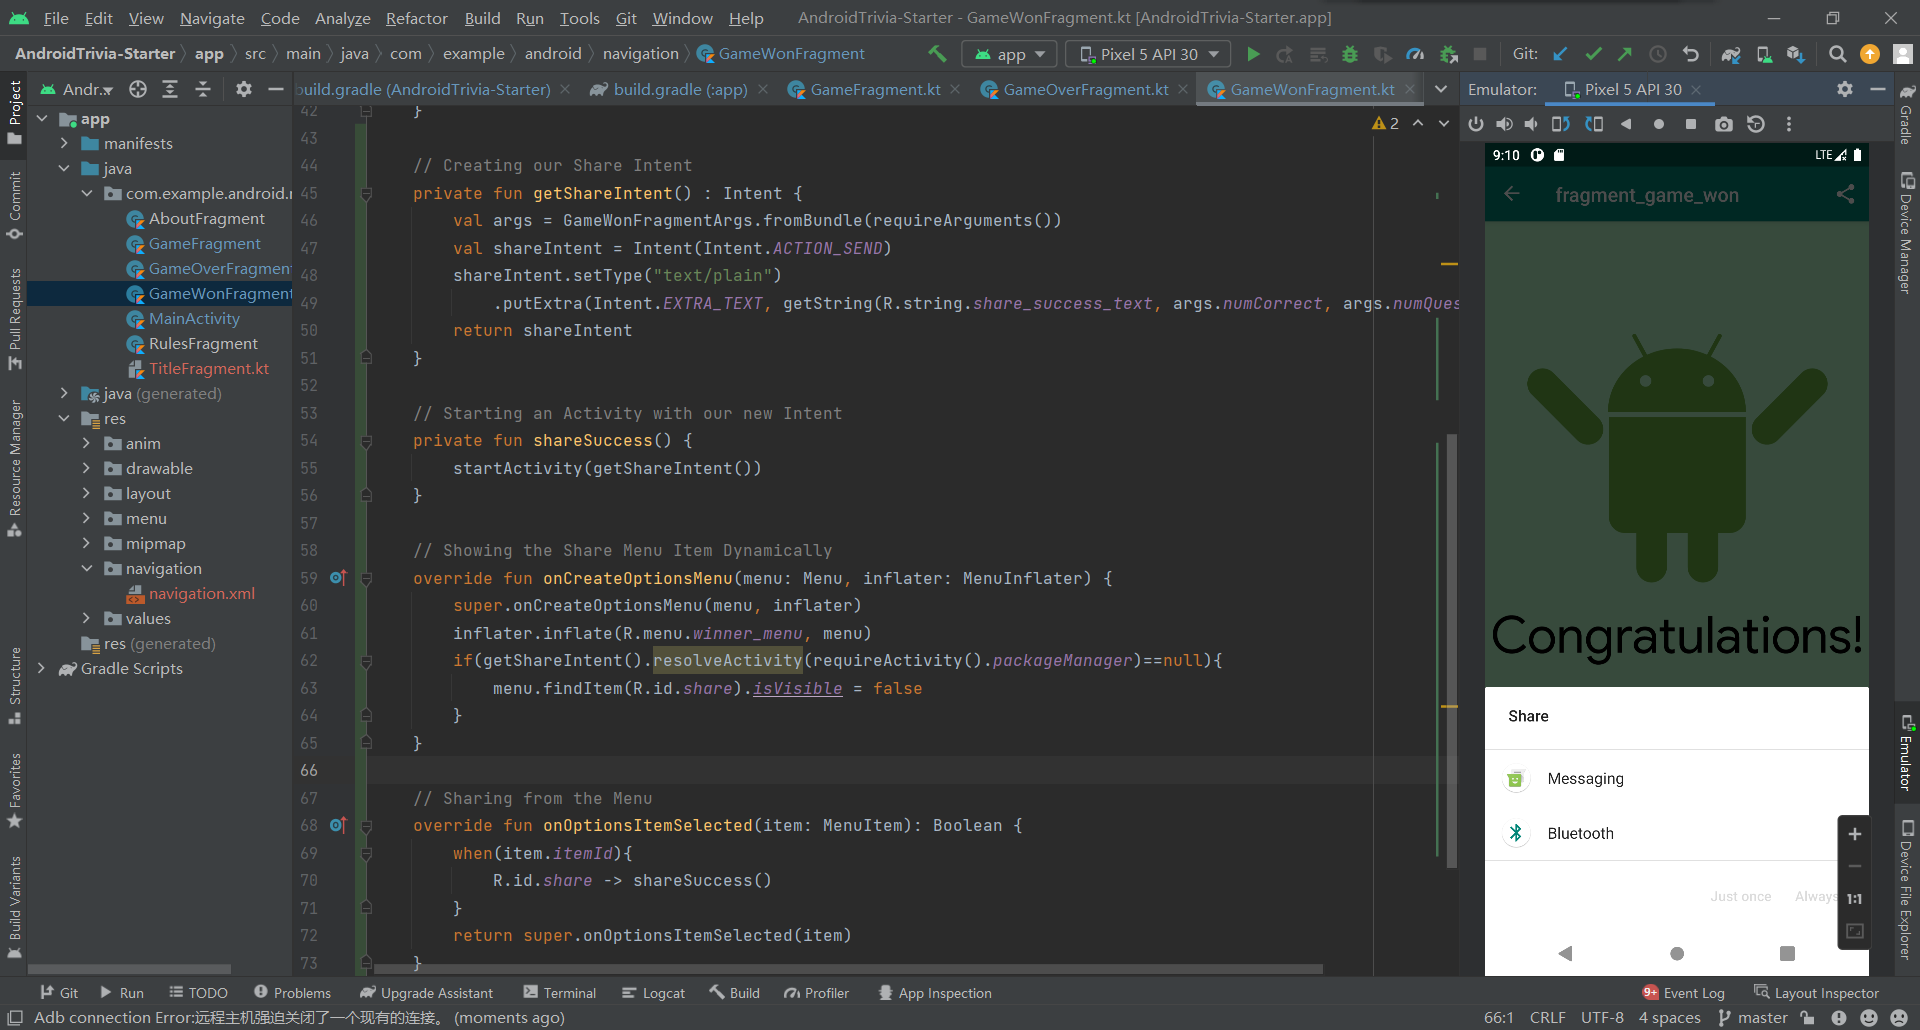 File Edit View Navigate Code Analyze Refactor Build Run Tools Git Window Help AndroidTrivia-Starter - GameWonFragment.kt [AndroidTrivia-Starter.app]
AndroidTrivia-Starter app src main java com example android navigation GameWonFragment app Pixel 5 API 30 Git:
Andr... build.gradle (AndroidTrivia-Starter) build.gradle (:app) GameFragment.kt GameOverFragment.kt GameWonFragment.kt Emulator: Pixel 5 API 30
Project
Commit
Pull Requests
Resource Manager
Structure
Favorites
Build Variants
app
manifests
java
com.example.android.n
AboutFragment
GameFragment
GameOverFragment
GameWonFragment
MainActivity
RulesFragment
TitleFragment.kt
java (generated)
res
anim
drawable
layout
menu
mipmap
navigation
navigation.xml
values
res (generated)
Gradle Scripts
2
42 }
43
44 // Creating our Share Intent
45 private fun getShareIntent() : Intent {
46 val args = GameWonFragmentArgs.fromBundle(requireArguments())
47 val shareIntent = Intent(Intent.ACTION_SEND)
48 shareIntent.setType("text/plain")
49 .putExtra(Intent.EXTRA_TEXT, getString(R.string.share_success_text, args.numCorrect, args.numQues
50 return shareIntent
51 }
52
53 // Starting an Activity with our new Intent
54 private fun shareSuccess() {
55 startActivity(getShareIntent())
56 }
57
58 // Showing the Share Menu Item Dynamically
59 override fun onCreateOptionsMenu(menu: Menu, inflater: MenuInflater) {
60 super.onCreateOptionsMenu(menu, inflater)
61 inflater.inflate(R.menu.winner_menu, menu)
62 if(getShareIntent().resolveActivity(requireActivity().packageManager)==null){
63 menu.findItem(R.id.share).isVisible = false
64 }
65 }
66
67 // Sharing from the Menu
68 override fun onOptionsItemSelected(item: MenuItem): Boolean {
69 when(item.itemId){
70 R.id.share -> shareSuccess()
71 }
72 return super.onOptionsItemSelected(item)
73 }
9:10 LTE
fragment_game_won
Congratulations!
Share
Messaging
Bluetooth
Just once Always
1:1
Gradle
Device Manager
Emulator
Device File Explorer
Git Run TODO Problems Upgrade Assistant Terminal Logcat Build Profiler App Inspection 9+ Event Log Layout Inspector
Adb connection Error:远程主机强迫关闭了一个现有的连接。 (moments ago) 66:1 CRLF UTF-8 4 spaces master